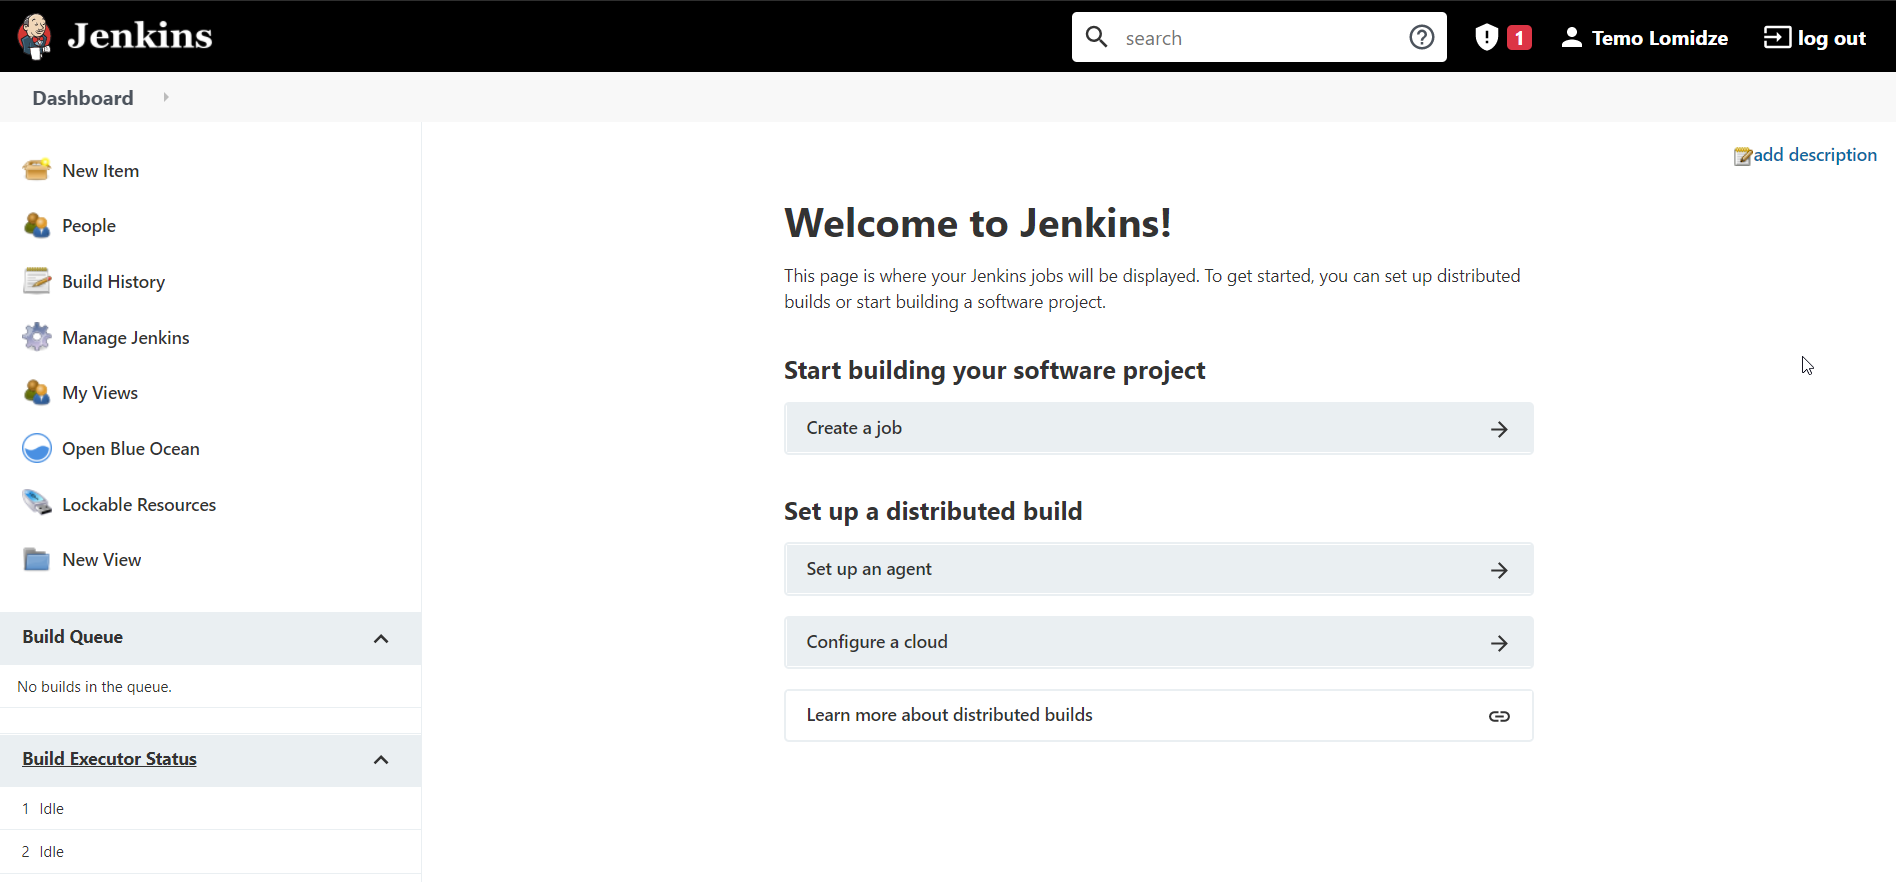 Jenkins
search
1
Temo Lomidze
log out
Dashboard
New Item
People
Build History
Manage Jenkins
My Views
Open Blue Ocean
Lockable Resources
New View
Build Queue
No builds in the queue.
Build Executor Status
1 Idle
2 Idle
add description
Welcome to Jenkins!
This page is where your Jenkins jobs will be displayed. To get started, you can set up distributed
builds or start building a software project.
Start building your software project
Create a job
Set up a distributed build
Set up an agent
Configure a cloud
Learn more about distributed builds